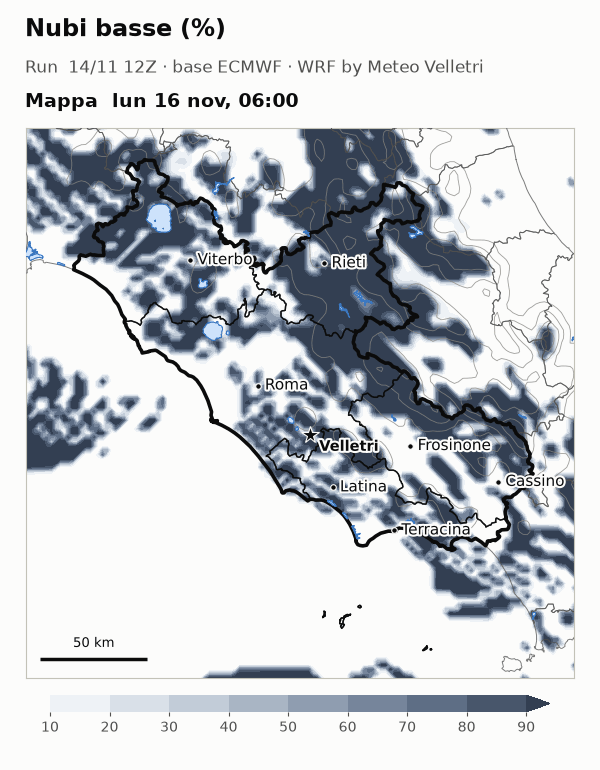 Nubi basse (%)
Run  14/11 12Z · base ECMWF · WRF by Meteo Velletri
Mappa  lun 16 nov, 06:00
Viterbo
Rieti
Roma
Velletri
Frosinone
Latina
Cassino
Terracina
50 km
10 20 30 40 50 60 70 80 90